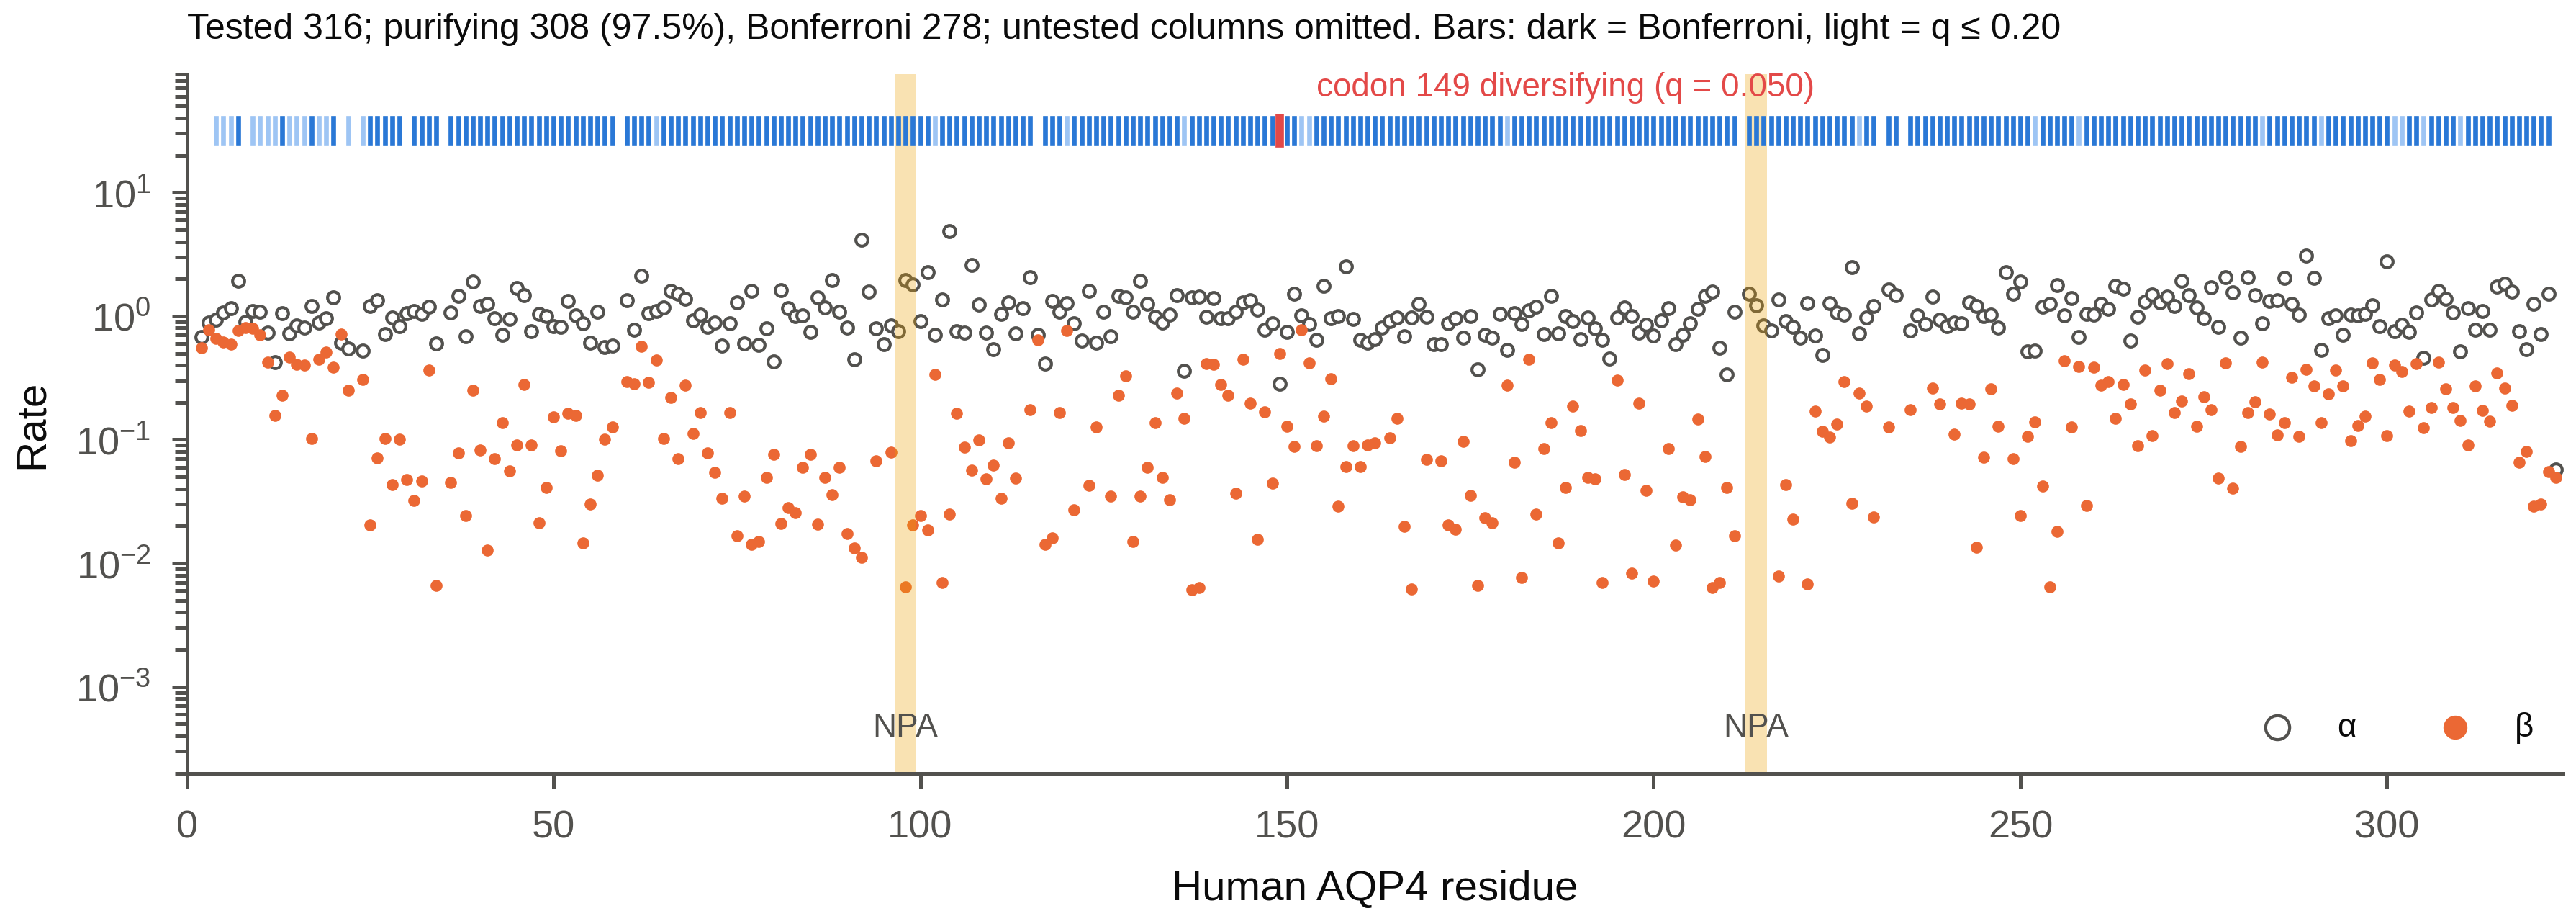 Tested 316; purifying 308 (97.5%), Bonferroni 278; untested columns omitted. Bars: dark = Bonferroni, light = q ≤ 0.20
codon 149 diversifying (q = 0.050)
10¹
10⁰
10⁻¹
10⁻²
10⁻³
Rate
NPA
NPA
α
β
0
50
100
150
200
250
300
Human AQP4 residue